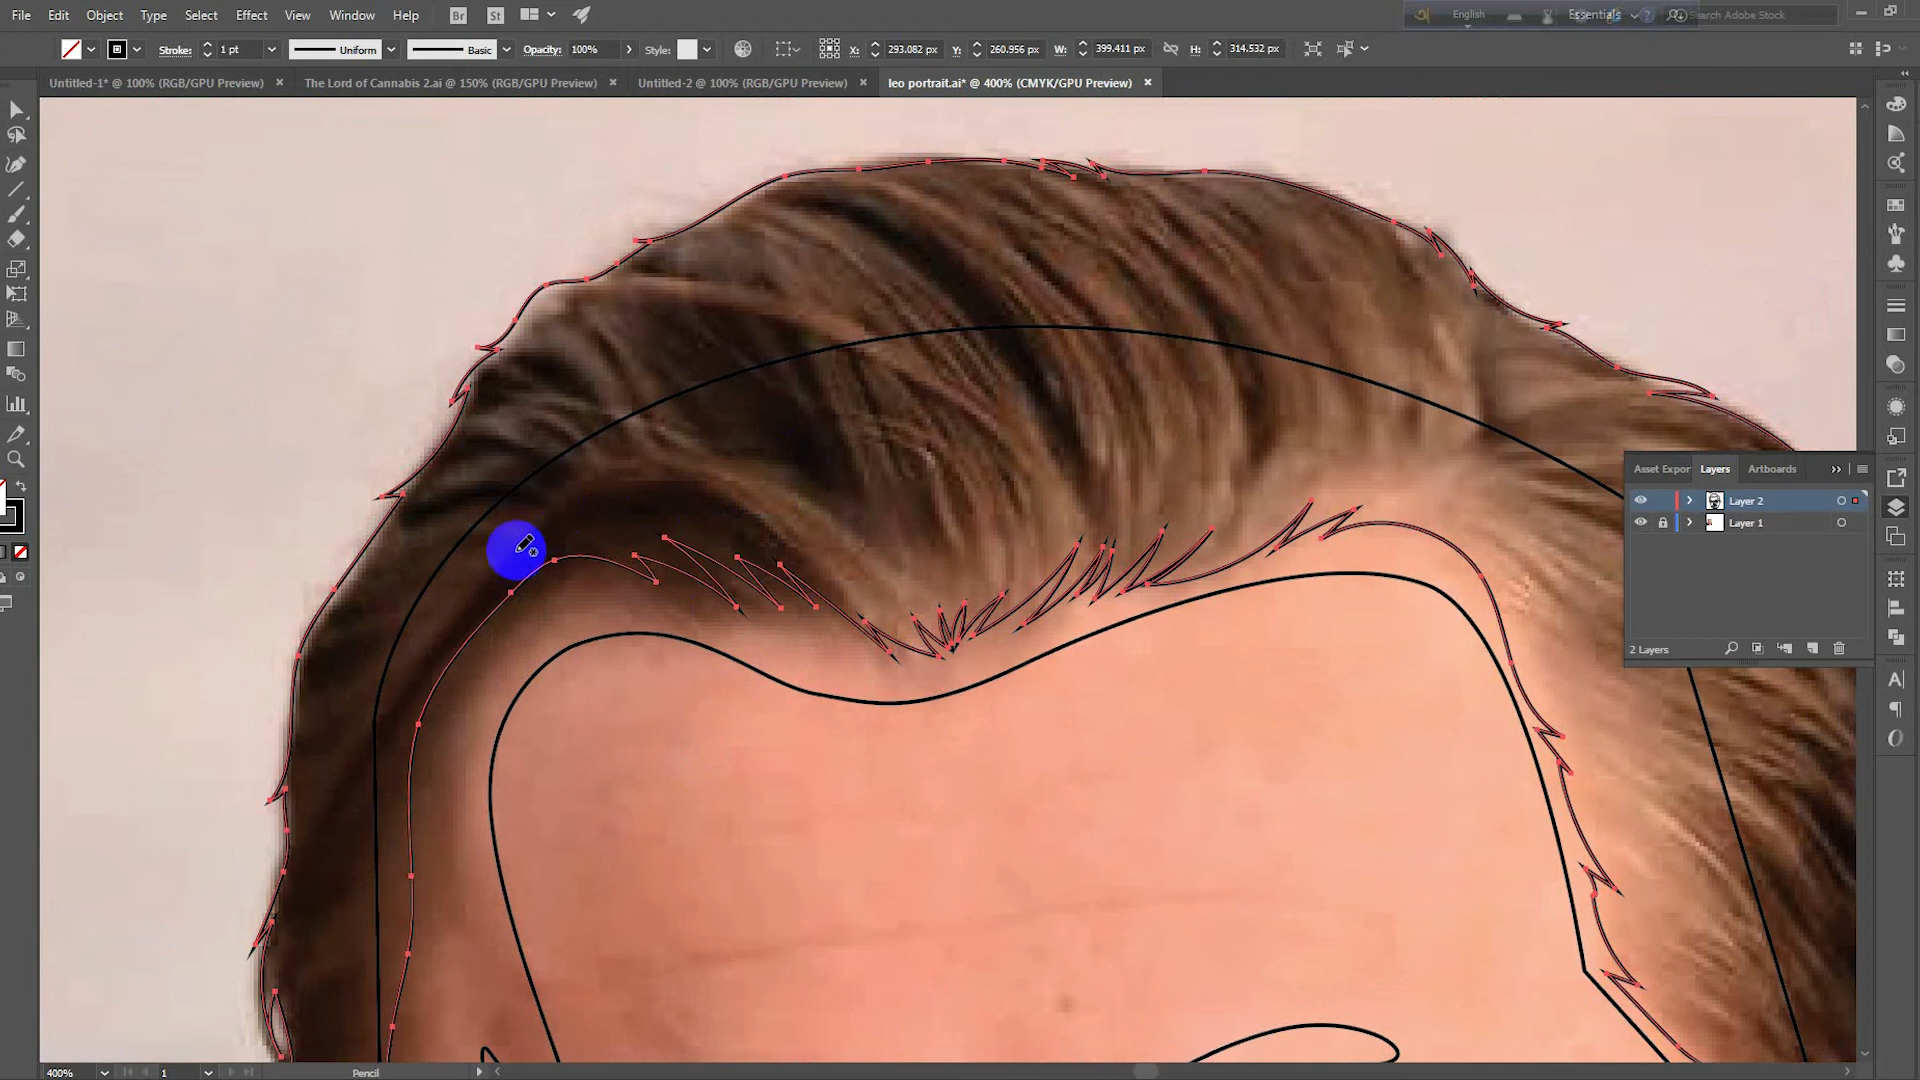 File Edit Object Type Select Effect View Window Help Br St English Essentials Search Adobe Stock
Stroke: 1 pt Uniform Basic Opacity: 100% Style: X: 293.082 px Y: 260.956 px W: 399.411 px H: 314.532 px
Untitled-1* @ 100% (RGB/GPU Preview) The Lord of Cannabis 2.ai @ 150% (RGB/GPU Preview) Untitled-2 @ 100% (RGB/GPU Preview) leo portrait.ai* @ 400% (CMYK/GPU Preview)
Asset Expor Layers Artboards
Layer 2
Layer 1
2 Layers
400% 1 Pencil